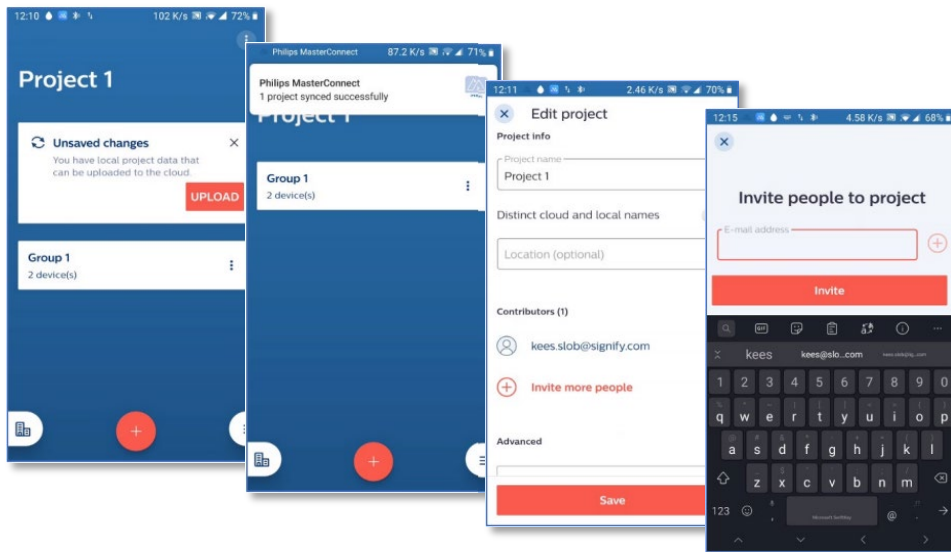 12:10 102 K/s 72%
Project 1
Unsaved changes
You have local project data that
can be uploaded to the cloud.
UPLOAD
Group 1
2 device(s)
Philips MasterConnect 87.2 K/s 71%
Philips MasterConnect
1 project synced successfully
Project 1
Group 1
2 device(s)
12:11 2.46 K/s 70%
Edit project
Project info
Project name
Project 1
Distinct cloud and local names
Location (optional)
Contributors (1)
kees.slob@signify.com
Invite more people
Advanced
Save
12:15 4.58 K/s 68%
Invite people to project
E-mail address
Invite
GIF
kees kees@slo...com
1 2 3 4 5 6 7 8 9 0
q w e r t y u i o p
a s d f g h j k l
z x c v b n m
123 @ .